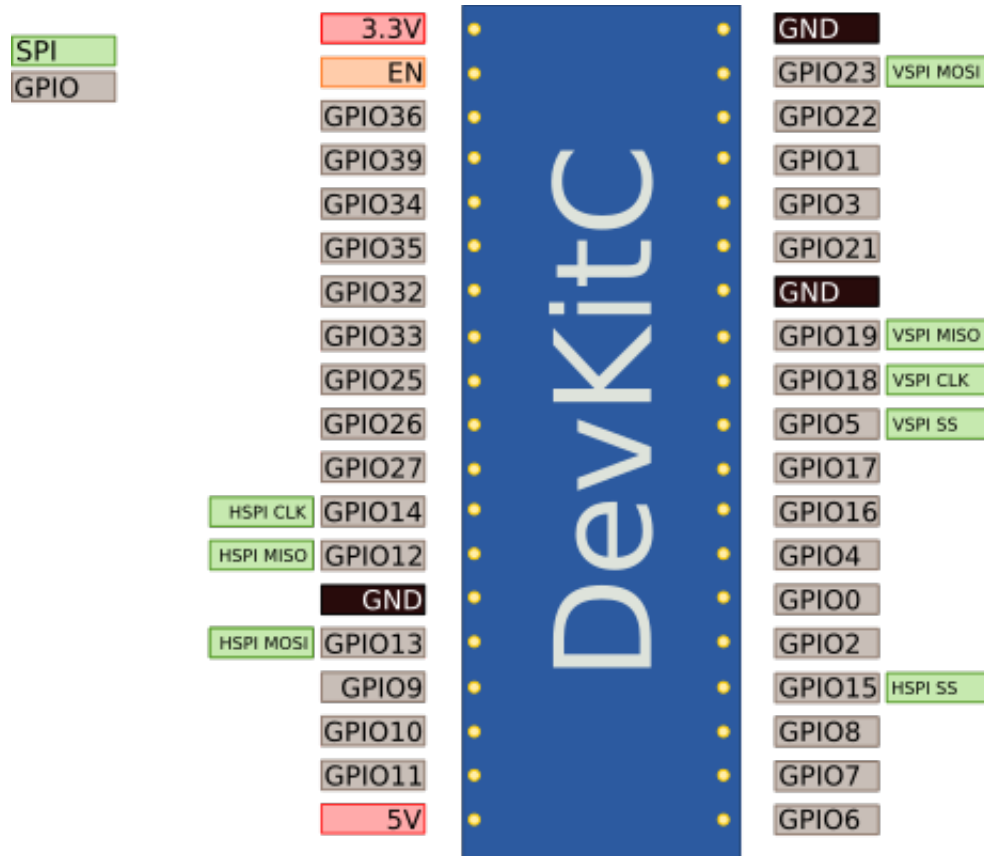 SPI
GPIO
3.3V
EN
GPIO36
GPIO39
GPIO34
GPIO35
GPIO32
GPIO33
GPIO25
GPIO26
GPIO27
HSPI CLK GPIO14
HSPI MISO GPIO12
GND
HSPI MOSI GPIO13
GPIO9
GPIO10
GPIO11
5V
DevKitC
GND
GPIO23 VSPI MOSI
GPIO22
GPIO1
GPIO3
GPIO21
GND
GPIO19 VSPI MISO
GPIO18 VSPI CLK
GPIO5 VSPI SS
GPIO17
GPIO16
GPIO4
GPIO0
GPIO2
GPIO15 HSPI SS
GPIO8
GPIO7
GPIO6